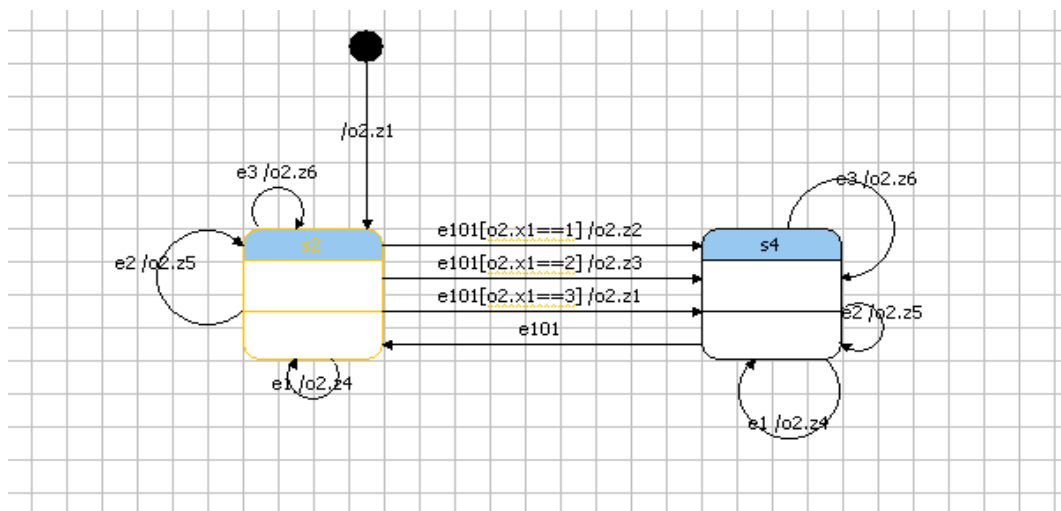 /o2.z1
e3 /o2.z6
e3 /o2.z6
s2
e101[o2.x1==1] /o2.z2
s4
e2 /o2.z5
e101[o2.x1==2] /o2.z3
e101[o2.x1==3] /o2.z1
e2 /o2.z5
e101
e1 /o2.z4
e1 /o2.z4